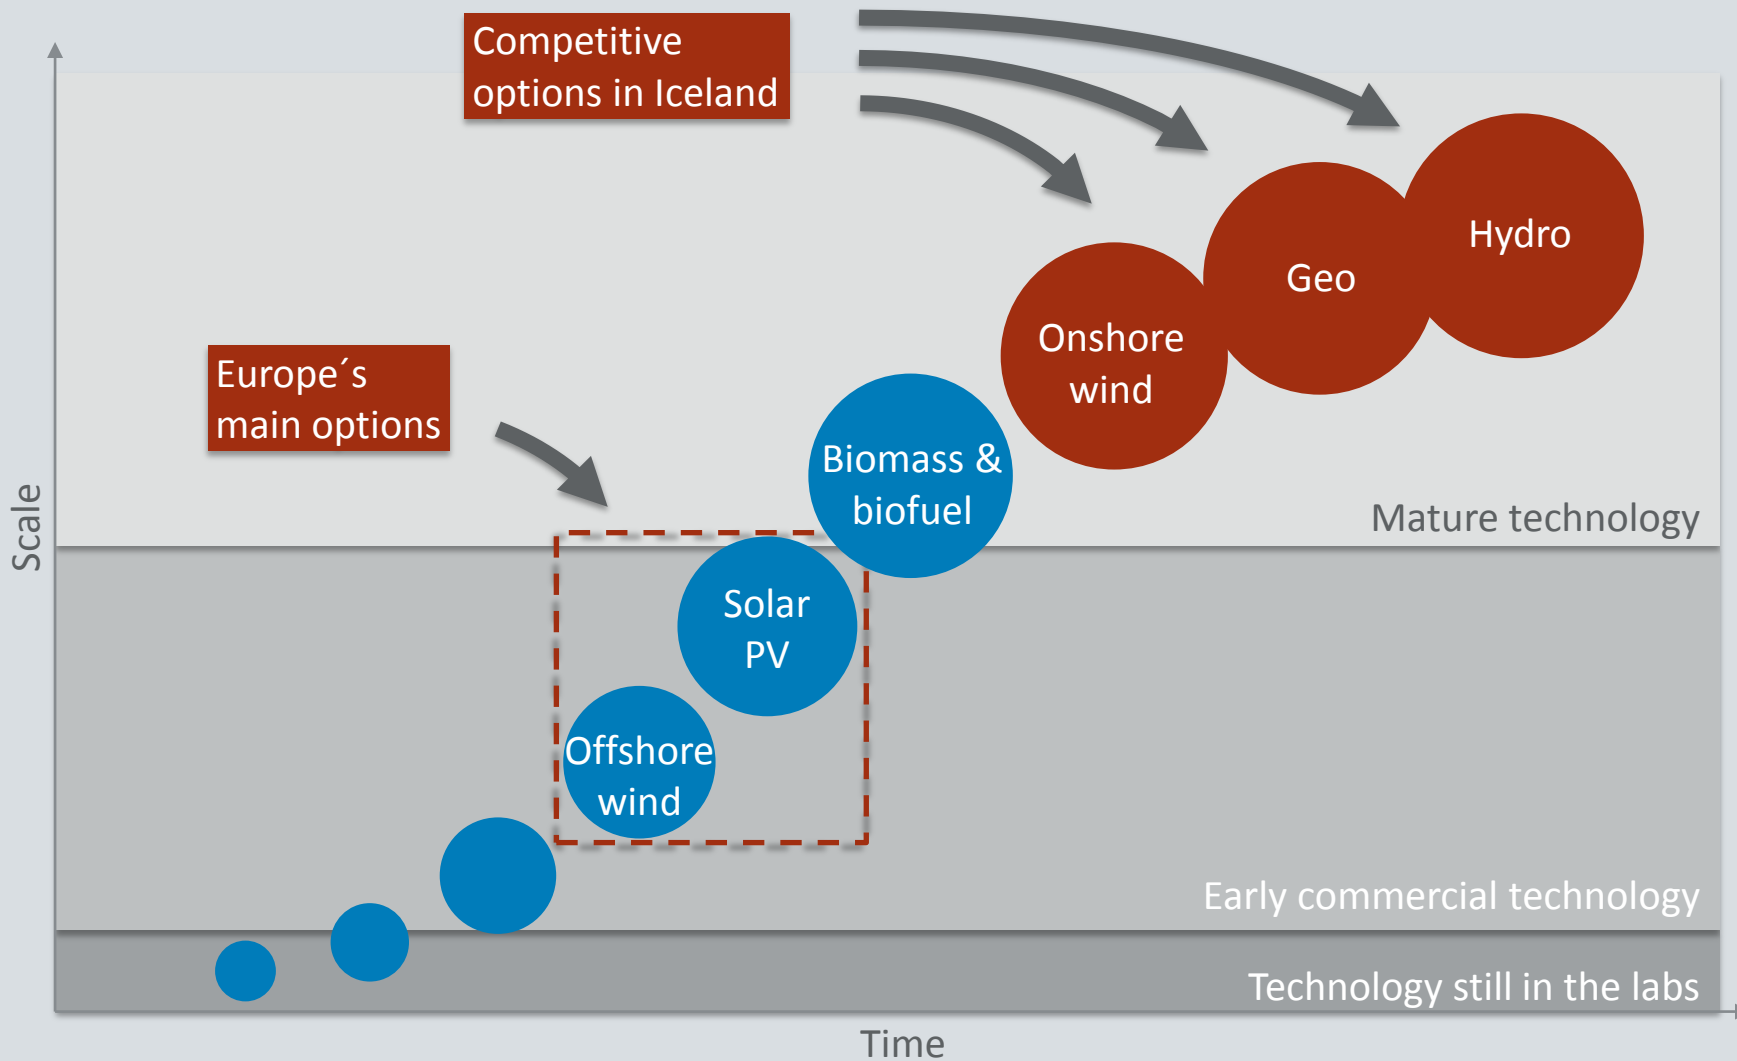 Competitive
options in Iceland
Hydro
Geo
Onshore
wind
Europe´s
main options
Biomass &
biofuel
Mature technology
Scale
Solar
PV
Offshore
wind
Early commercial technology
Technology still in the labs
Time